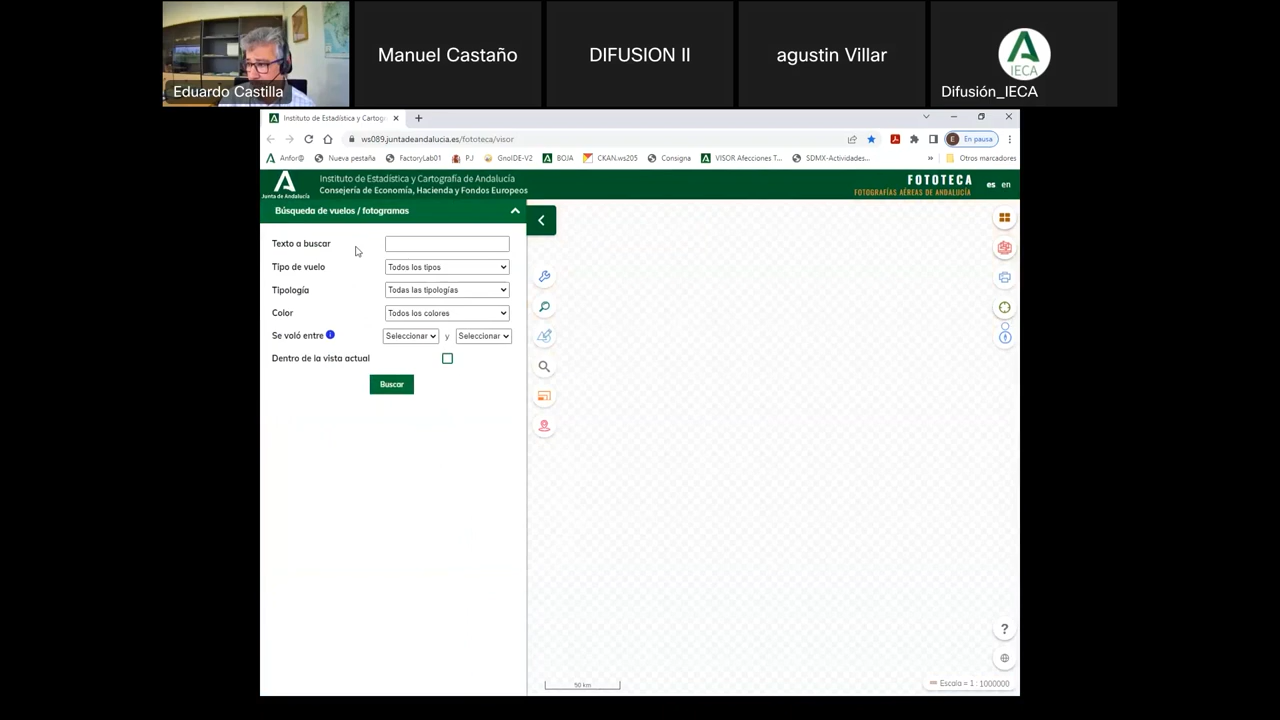 Eduardo Castilla
Manuel Castaño
DIFUSION II
agustin Villar
IECA
Difusión_IECA
Instituto de Estadística y Cartogr
ws089.juntadeandalucia.es/fototeca/visor
E En pausa
Anfor@ Nueva pestaña FactoryLab01 PJ GnoIDE-V2 BOJA CKAN.ws205 Consigna VISOR Afecciones T... SDMX-Actividades... » Otros marcadores
Junta de Andalucía
Instituto de Estadística y Cartografía de Andalucía
Consejería de Economía, Hacienda y Fondos Europeos
FOTOTECA
FOTOGRAFÍAS AÉREAS DE ANDALUCÍA
es en
Búsqueda de vuelos / fotogramas
Texto a buscar
Tipo de vuelo Todos los tipos
Tipología Todas las tipologías
Color Todos los colores
Se voló entre Seleccionar y Seleccionar
Dentro de la vista actual
Buscar
?
50 km
Escala = 1 : 1000000